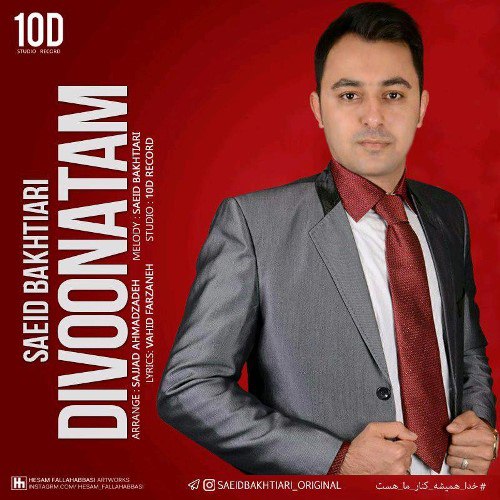 10D
STUDIO RECORD
SAEID BAKHTIARI
DIVOONATAM
ARRANGE : SAJJAD AHMADZADEH
MELODY : SAEID BAKHTIARI
LYRICS: VAHID FARZANEH
STUDIO : 10D RECORD
HESAM FALLAHABBASI ARTWORKS
INSTAGRM.COM/HESAM_FALLAHABBASI
SAEIDBAKHTIARI_ORIGINAL
#خدا_همیشه_کنار_ما_هست